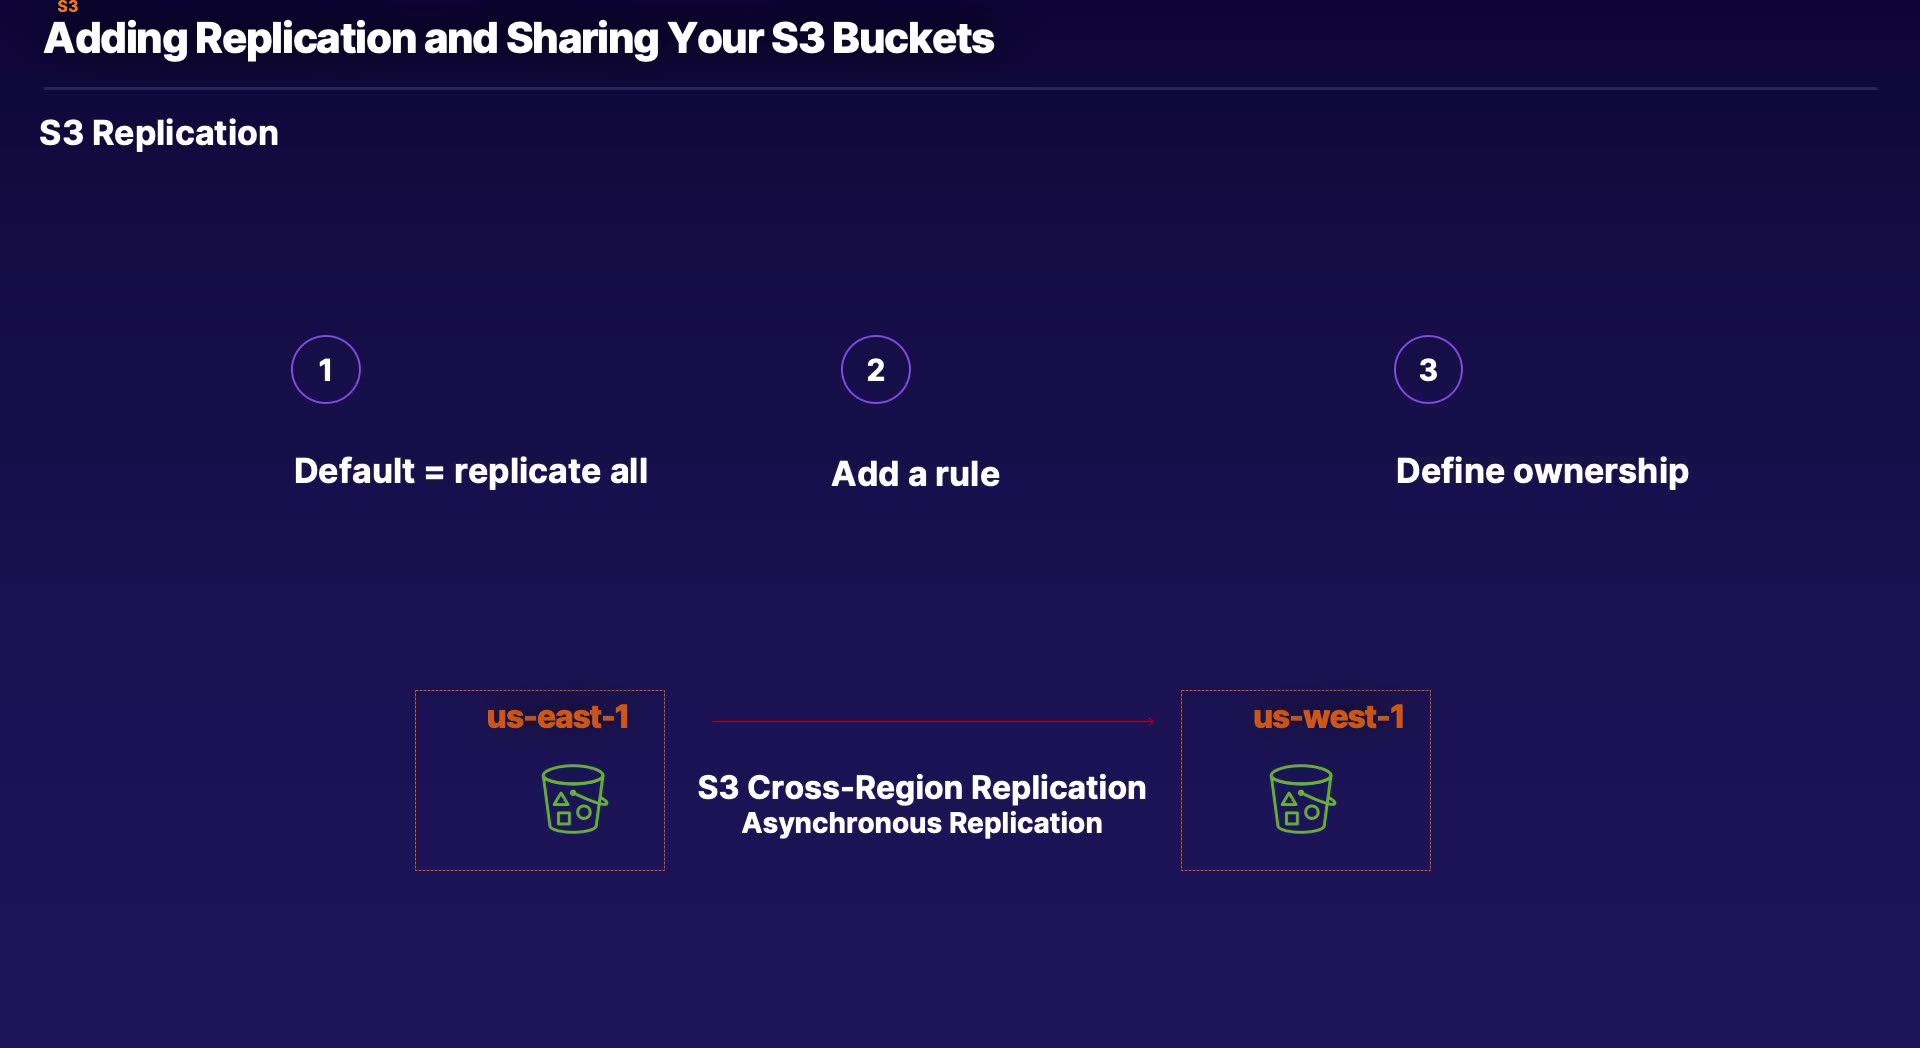 S3
Adding Replication and Sharing Your S3 Buckets
S3 Replication
1
2
3
Default = replicate all
Add a rule
Define ownership
us-east-1
us-west-1
S3 Cross-Region Replication
Asynchronous Replication